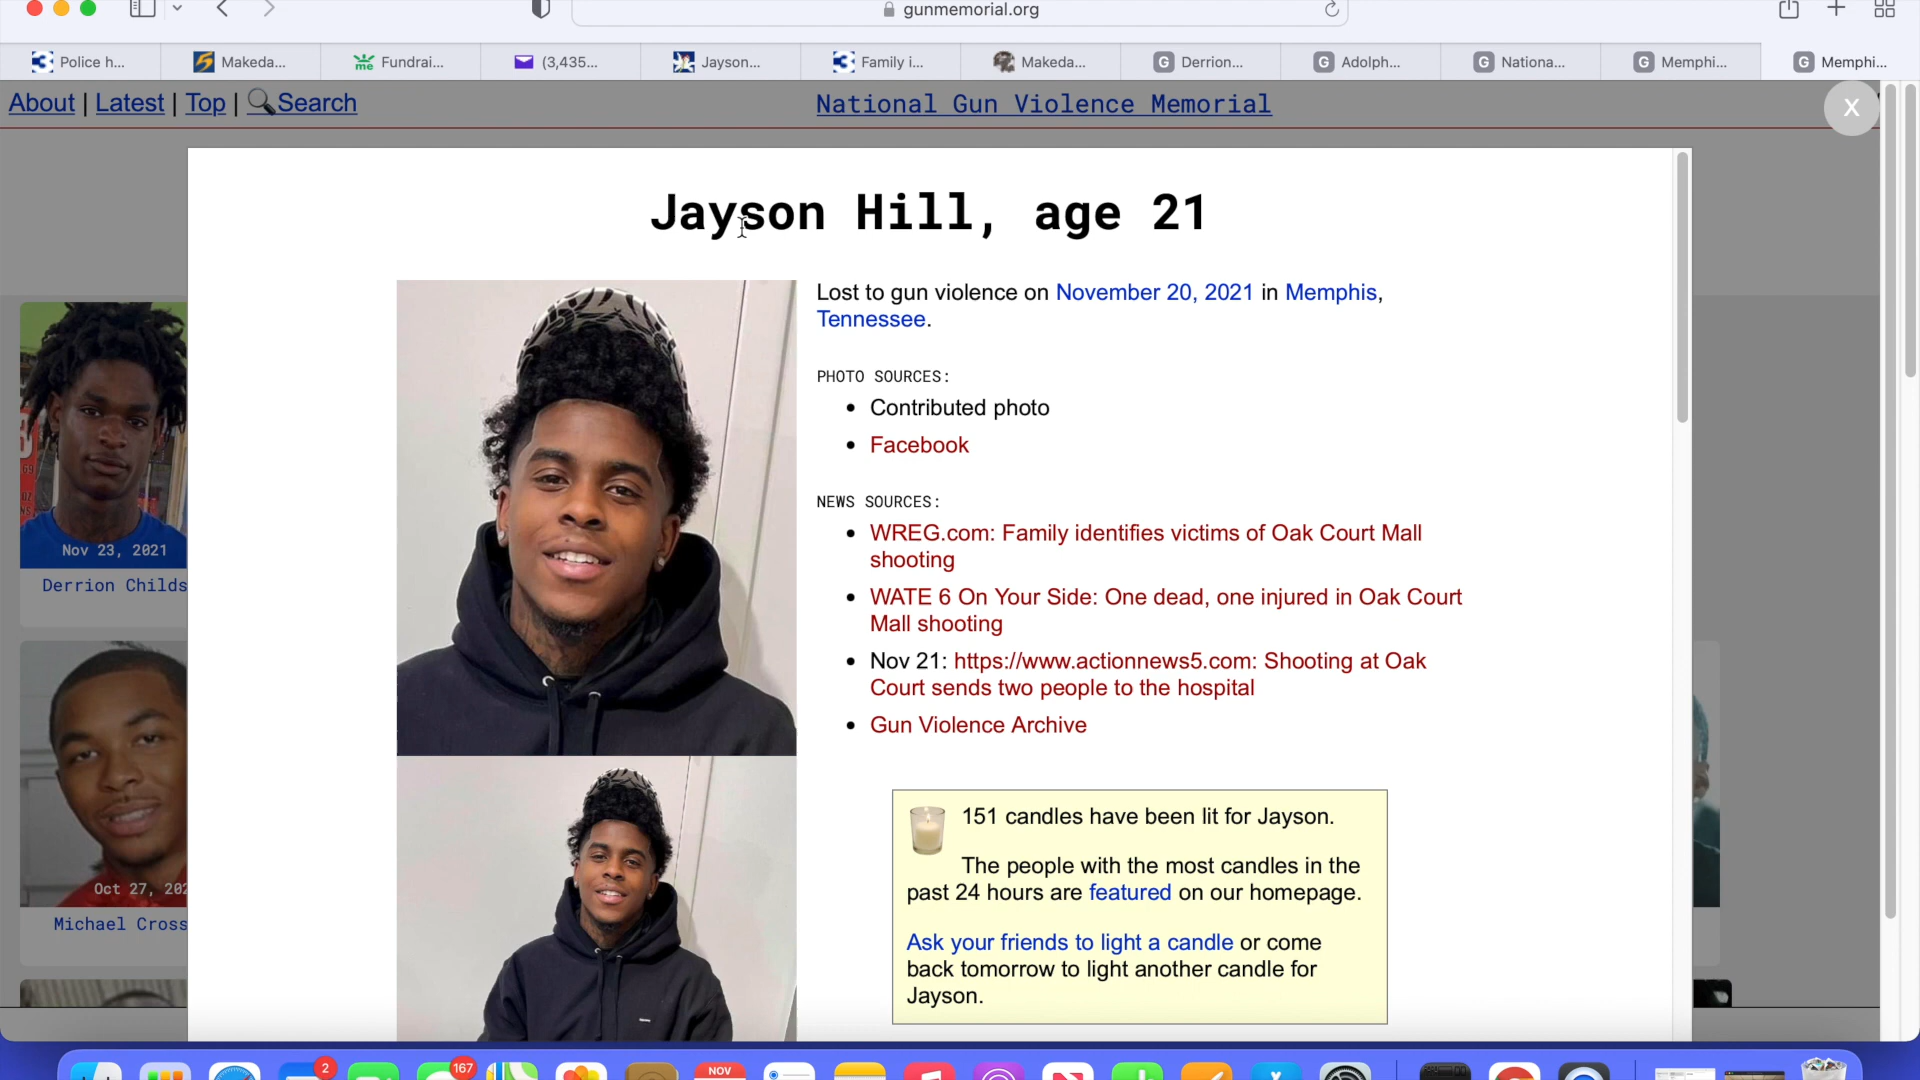 gunmemorial.org
Police h...
Makeda...
Fundrai...
(3,435...
Jayson...
Family i...
Makeda...
Derrion...
Adolph...
Nationa...
Memphi...
Memphi...
About | Latest | Top | Search
National Gun Violence Memorial
X
Jayson Hill, age 21
Lost to gun violence on November 20, 2021 in Memphis,
Tennessee.
PHOTO SOURCES:
• Contributed photo
• Facebook
NEWS SOURCES:
• WREG.com: Family identifies victims of Oak Court Mall
shooting
• WATE 6 On Your Side: One dead, one injured in Oak Court
Mall shooting
• Nov 21: https://www.actionnews5.com: Shooting at Oak
Court sends two people to the hospital
• Gun Violence Archive
151 candles have been lit for Jayson.
The people with the most candles in the
past 24 hours are featured on our homepage.
Ask your friends to light a candle or come
back tomorrow to light another candle for
Jayson.
Nov 23, 2021
Derrion Childs
Oct 27, 202
Michael Cross
2
167
NOV